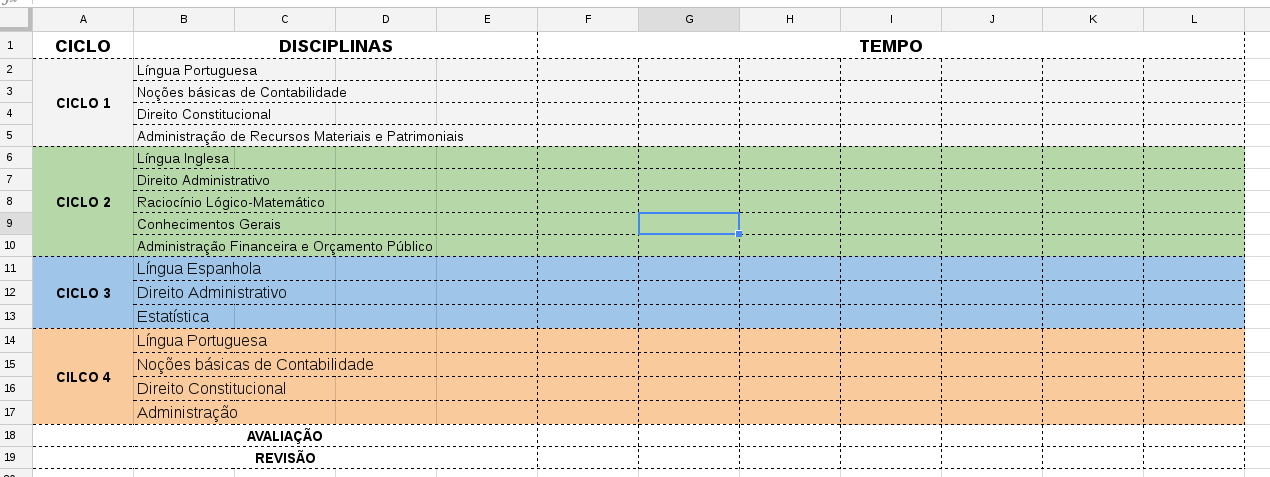 A B C D E F G H I J K L
1 CICLO DISCIPLINAS TEMPO
2 Língua Portuguesa
3 Noções básicas de Contabilidade
CICLO 1
4 Direito Constitucional
5 Administração de Recursos Materiais e Patrimoniais
6 Língua Inglesa
7 Direito Administrativo
8 CICLO 2 Raciocínio Lógico-Matemático
9 Conhecimentos Gerais
10 Administração Financeira e Orçamento Público
11 Língua Espanhola
12 CICLO 3 Direito Administrativo
13 Estatística
14 Língua Portuguesa
15 Noções básicas de Contabilidade
CILCO 4
16 Direito Constitucional
17 Administração
18 AVALIAÇÃO
19 REVISÃO